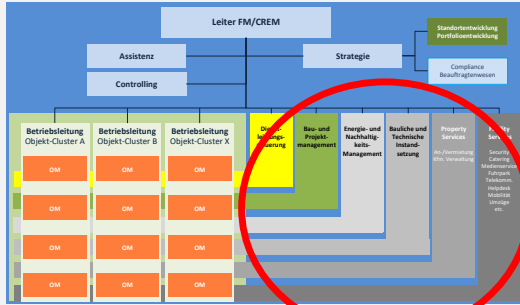 Leiter FM/CREM
Standortentwicklung
Portfolioentwicklung
Assistenz
Strategie
Compliance
Beauftragtenwesen
Controlling
Betriebsleitung
Objekt-Cluster A
Betriebsleitung
Objekt-Cluster B
Betriebsleitung
Objekt-Cluster X
Bau- und
Projekt-
management
Energie- und
Nachhaltig-
keits-
Management
Bauliche und
Technische
Instand-
setzung
Property
Services
An-/Vermietung
Kfm. Verwaltung
Services
Security
Catering
Medienservice
Fuhrpark
Telekomm.
Helpdesk
Mobilität
Umzüge
etc.
OM
OM
OM
OM
OM
OM
OM
OM
OM
OM
OM
OM